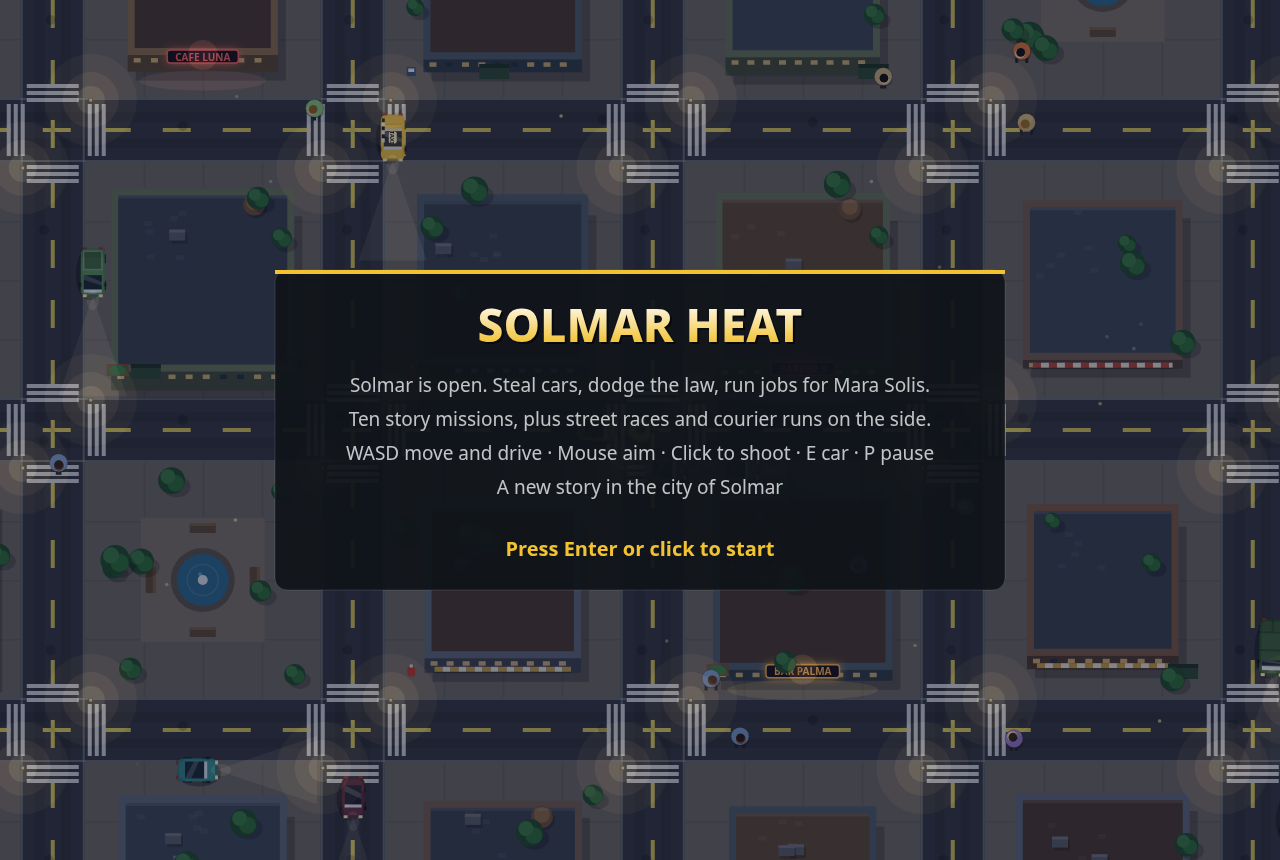 CAFE LUNA
SOLMAR HEAT
Solmar is open. Steal cars, dodge the law, run jobs for Mara Solis.
Ten story missions, plus street races and courier runs on the side.
WASD move and drive · Mouse aim · Click to shoot · E car · P pause
A new story in the city of Solmar
Press Enter or click to start
BAR PALMA